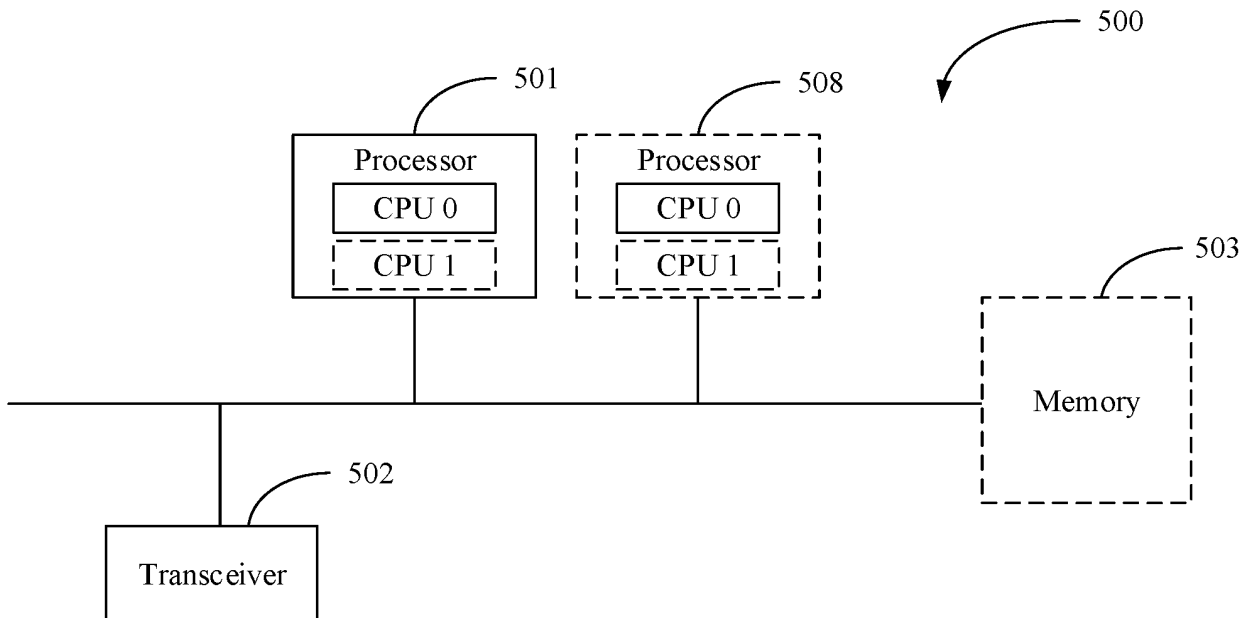 500
501
508
Processor
CPU 0
CPU 1
Processor
CPU 0
CPU 1
503
Memory
502
Transceiver